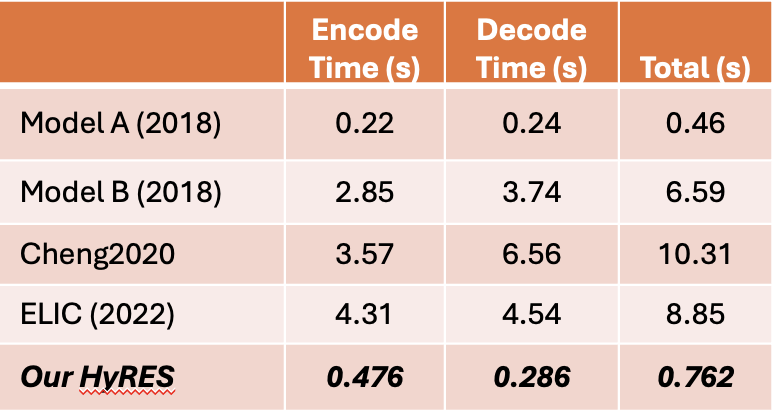 Encode Time (s) Decode Time (s) Total (s)
Model A (2018) 0.22 0.24 0.46
Model B (2018) 2.85 3.74 6.59
Cheng2020 3.57 6.56 10.31
ELIC (2022) 4.31 4.54 8.85
Our HyRES 0.476 0.286 0.762